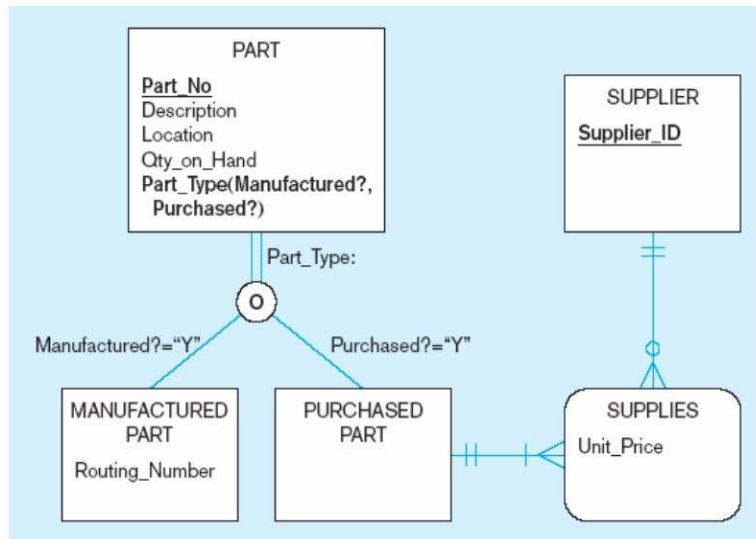 PART
Part_No
Description
Location
Qty_on_Hand
Part_Type(Manufactured?,
Purchased?)
SUPPLIER
Supplier_ID
Part_Type:
O
Manufactured?="Y"
Purchased?="Y"
MANUFACTURED
PART
Routing_Number
PURCHASED
PART
SUPPLIES
Unit_Price